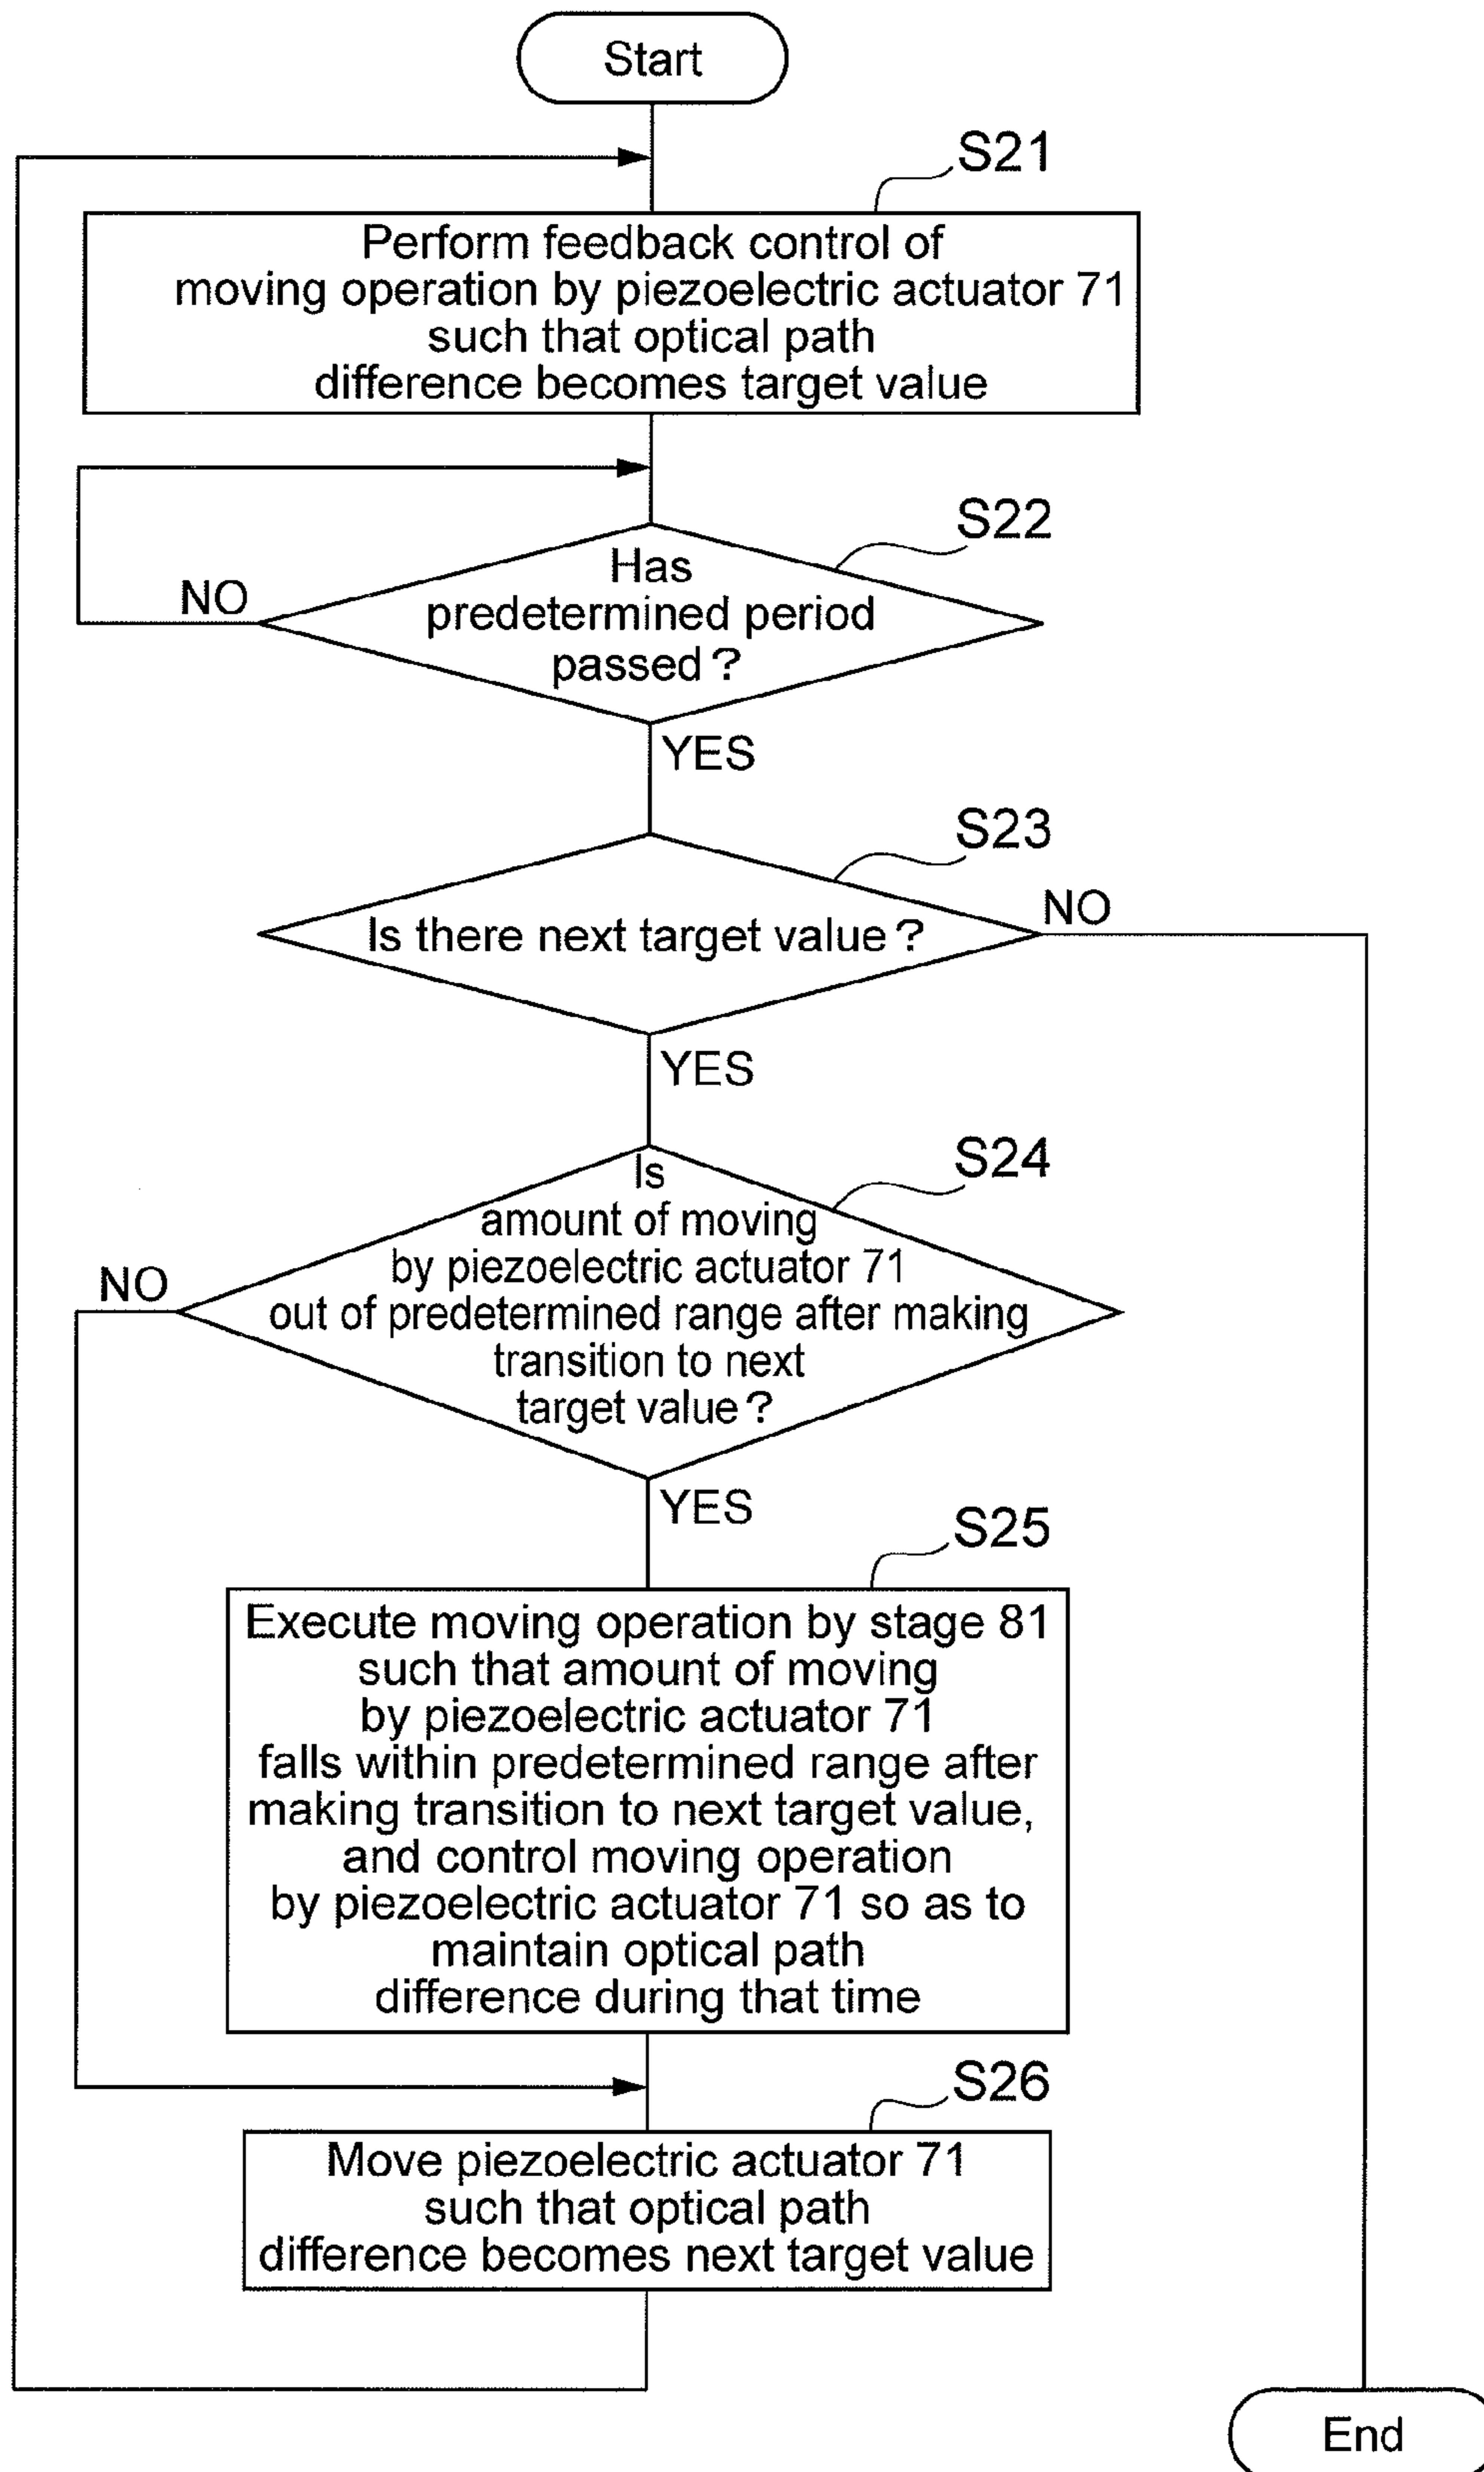 Start
S21
Perform feedback control of
moving operation by piezoelectric actuator 71
such that optical path
difference becomes target value
S22
Has
predetermined period
passed?
NO
YES
S23
Is there next target value?
NO
YES
S24
Is
amount of moving
by piezoelectric actuator 71
out of predetermined range after making
transition to next
target value?
NO
YES
S25
Execute moving operation by stage 81
such that amount of moving
by piezoelectric actuator 71
falls within predetermined range after
making transition to next target value,
and control moving operation
by piezoelectric actuator 71 so as to
maintain optical path
difference during that time
S26
Move piezoelectric actuator 71
such that optical path
difference becomes next target value
End